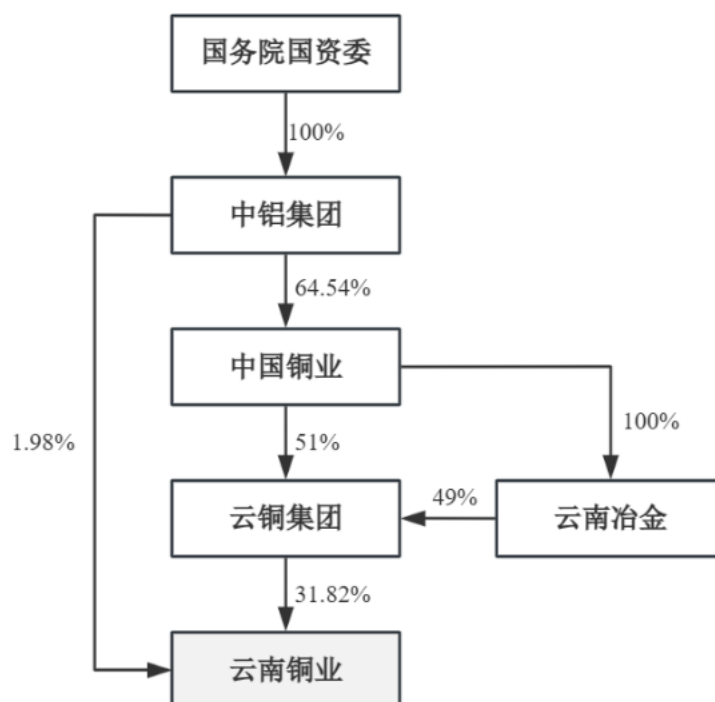 国务院国资委
100%
中铝集团
64.54%
中国铜业
1.98%
51%
100%
云铜集团
49%
云南冶金
31.82%
云南铜业